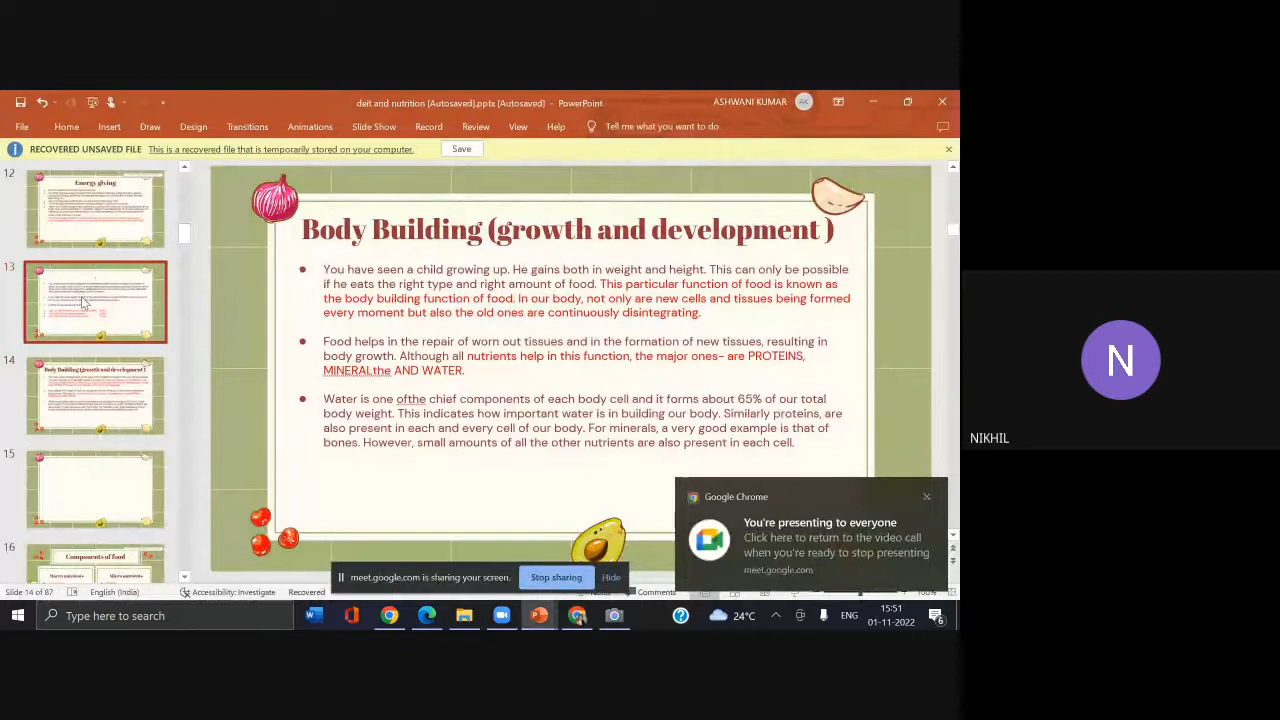 deit and nutrition [Autosaved].pptx [Autosaved] - PowerPoint
ASHWANI KUMAR
AK
File Home Insert Draw Design Transitions Animations Slide Show Record Review View Help Tell me what you want to do
RECOVERED UNSAVED FILE This is a recovered file that is temporarily stored on your computer. Save
12
Energy giving
13
14
Body Building (growth and development )
15
16
Components of food
Macro nutrients Micro nutrients
Body Building (growth and development )
You have seen a child growing up. He gains both in weight and height. This can only be possible
if he eats the right type and right amount of food. This particular function of food is known as
the body building function of food. In our body, not only are new cells and tissues being formed
every moment but also the old ones are continuously disintegrating.
Food helps in the repair of worn out tissues and in the formation of new tissues, resulting in
body growth. Although all nutrients help in this function, the major ones- are PROTEINS,
MINERAL,the AND WATER.
Water is one ofthe chief components of each body cell and it forms about 65% of our total
body weight. This indicates how important water is in building our body. Similarly proteins, are
also present in each and every cell of our body. For minerals, a very good example is that of
bones. However, small amounts of all the other nutrients are also present in each cell.
Google Chrome
You're presenting to everyone
Click here to return to the video call
when you're ready to stop presenting
meet.google.com
meet.google.com is sharing your screen. Stop sharing Hide
Slide 14 of 87 English (India) Accessibility: Investigate Recovered Comments
Type here to search
24°C ENG
15:51
01-11-2022
6
N
NIKHIL